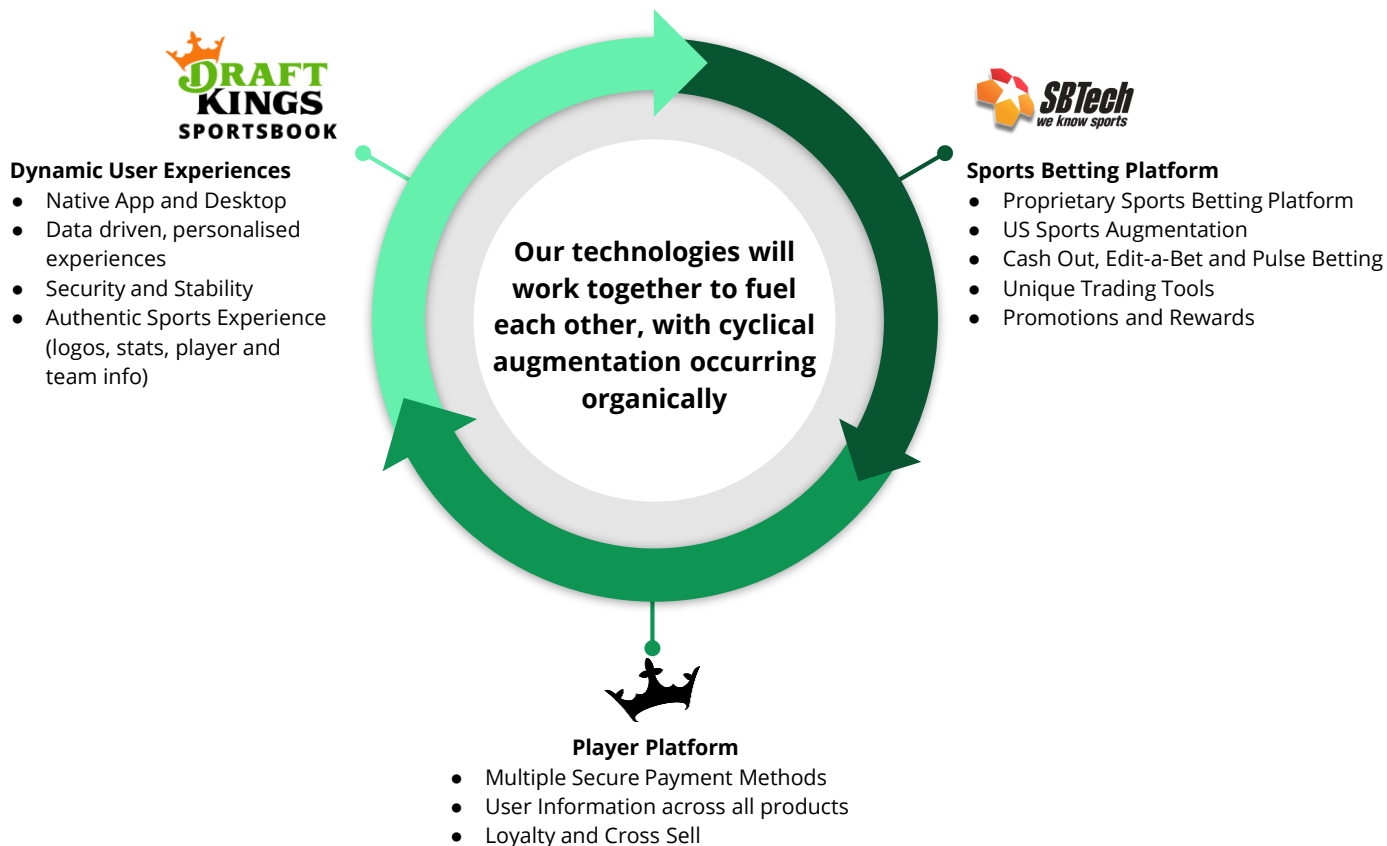 DRAFT
KINGS
SPORTSBOOK
Dynamic User Experiences
● Native App and Desktop
● Data driven, personalised
experiences
● Security and Stability
● Authentic Sports Experience
(logos, stats, player and
team info)
Our technologies will
work together to fuel
each other, with cyclical
augmentation occurring
organically
SBTech
we know sports
Sports Betting Platform
● Proprietary Sports Betting Platform
● US Sports Augmentation
● Cash Out, Edit-a-Bet and Pulse Betting
● Unique Trading Tools
● Promotions and Rewards
Player Platform
● Multiple Secure Payment Methods
● User Information across all products
● Loyalty and Cross Sell